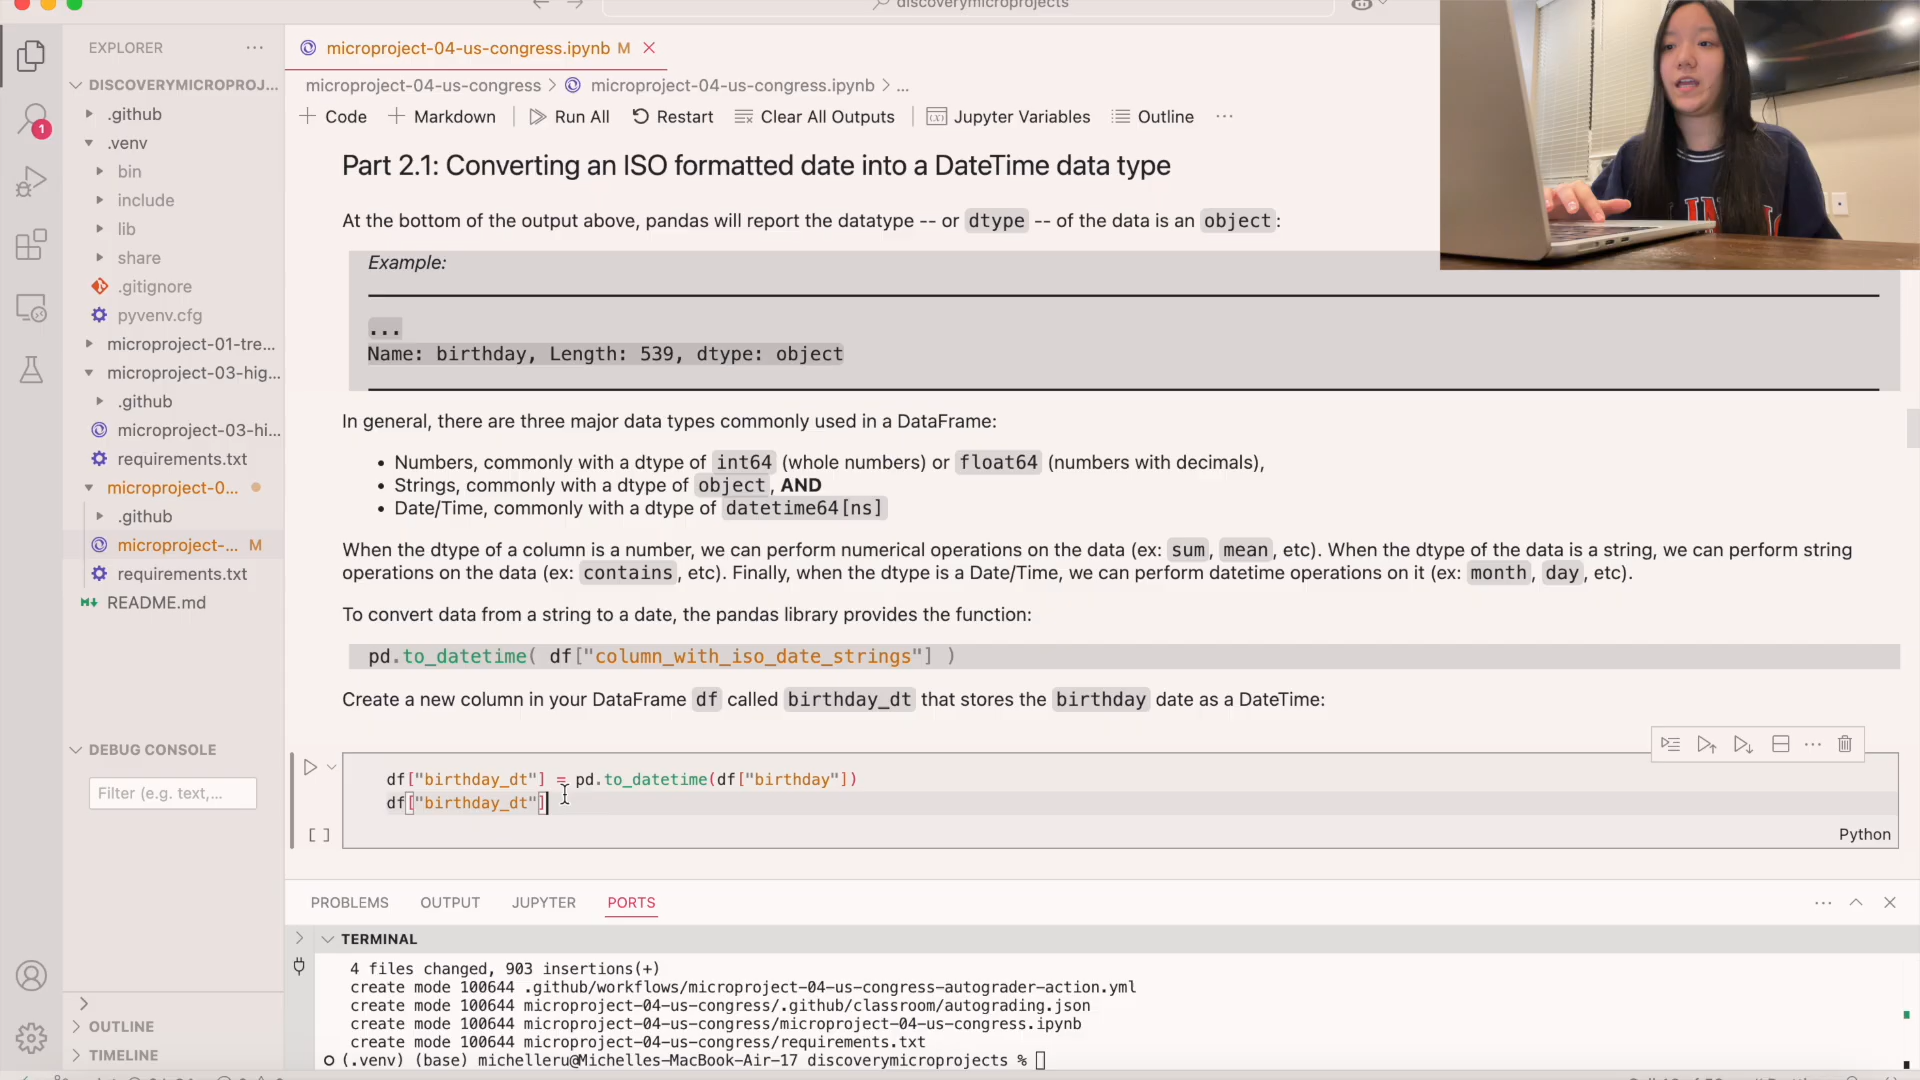 discoverymicroprojects
EXPLORER
DISCOVERYMICROPROJ...
.github
.venv
bin
include
lib
share
.gitignore
pyvenv.cfg
microproject-01-tre...
microproject-03-hig...
.github
microproject-03-hi...
requirements.txt
microproject-0...
.github
microproject-... M
requirements.txt
README.md
DEBUG CONSOLE
Filter (e.g. text,...
OUTLINE
TIMELINE
1
microproject-04-us-congress.ipynb M
microproject-04-us-congress > microproject-04-us-congress.ipynb > ...
+ Code + Markdown Run All Restart Clear All Outputs Jupyter Variables Outline ...
Part 2.1: Converting an ISO formatted date into a DateTime data type
At the bottom of the output above, pandas will report the datatype -- or dtype -- of the data is an object:
Example:
...
Name: birthday, Length: 539, dtype: object
In general, there are three major data types commonly used in a DataFrame:
• Numbers, commonly with a dtype of int64 (whole numbers) or float64 (numbers with decimals),
• Strings, commonly with a dtype of object, AND
• Date/Time, commonly with a dtype of datetime64[ns]
When the dtype of a column is a number, we can perform numerical operations on the data (ex: sum, mean, etc). When the dtype of the data is a string, we can perform string
operations on the data (ex: contains, etc). Finally, when the dtype is a Date/Time, we can perform datetime operations on it (ex: month, day, etc).
To convert data from a string to a date, the pandas library provides the function:
pd.to_datetime( df["column_with_iso_date_strings"] )
Create a new column in your DataFrame df called birthday_dt that stores the birthday date as a DateTime:
df["birthday_dt"] = pd.to_datetime(df["birthday"])
df["birthday_dt"]
[ ]
Python
PROBLEMS OUTPUT JUPYTER PORTS
TERMINAL
4 files changed, 903 insertions(+)
create mode 100644 .github/workflows/microproject-04-us-congress-autograder-action.yml
create mode 100644 microproject-04-us-congress/.github/classroom/autograding.json
create mode 100644 microproject-04-us-congress/microproject-04-us-congress.ipynb
create mode 100644 microproject-04-us-congress/requirements.txt
(.venv) (base) michelleru@Michelles-MacBook-Air-17 discoverymicroprojects %